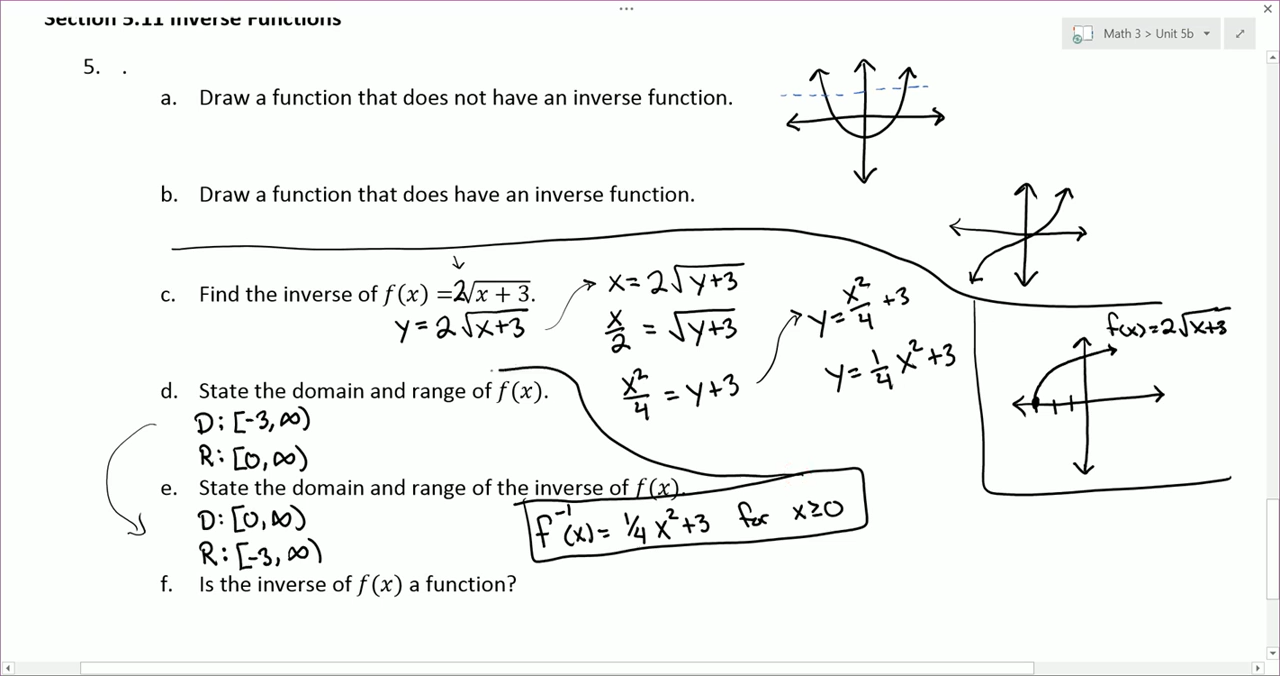 Section 5.11 Inverse Functions
Math 3 > Unit 5b
5. .
a. Draw a function that does not have an inverse function.
b. Draw a function that does have an inverse function.
c. Find the inverse of f(x) = 2√(x + 3).
y = 2√(x+3)
x = 2√(y+3)
x/2 = √(y+3)
x²/4 = y+3
y = x²/4 + 3
y = 1/4 x² + 3
f(x) = 2√(x+3)
d. State the domain and range of f(x).
D: [-3, ∞)
R: [0, ∞)
e. State the domain and range of the inverse of f(x).
D: [0, ∞)
R: [-3, ∞)
f⁻¹(x) = 1/4 x² + 3 for x ≥ 0
f. Is the inverse of f(x) a function?